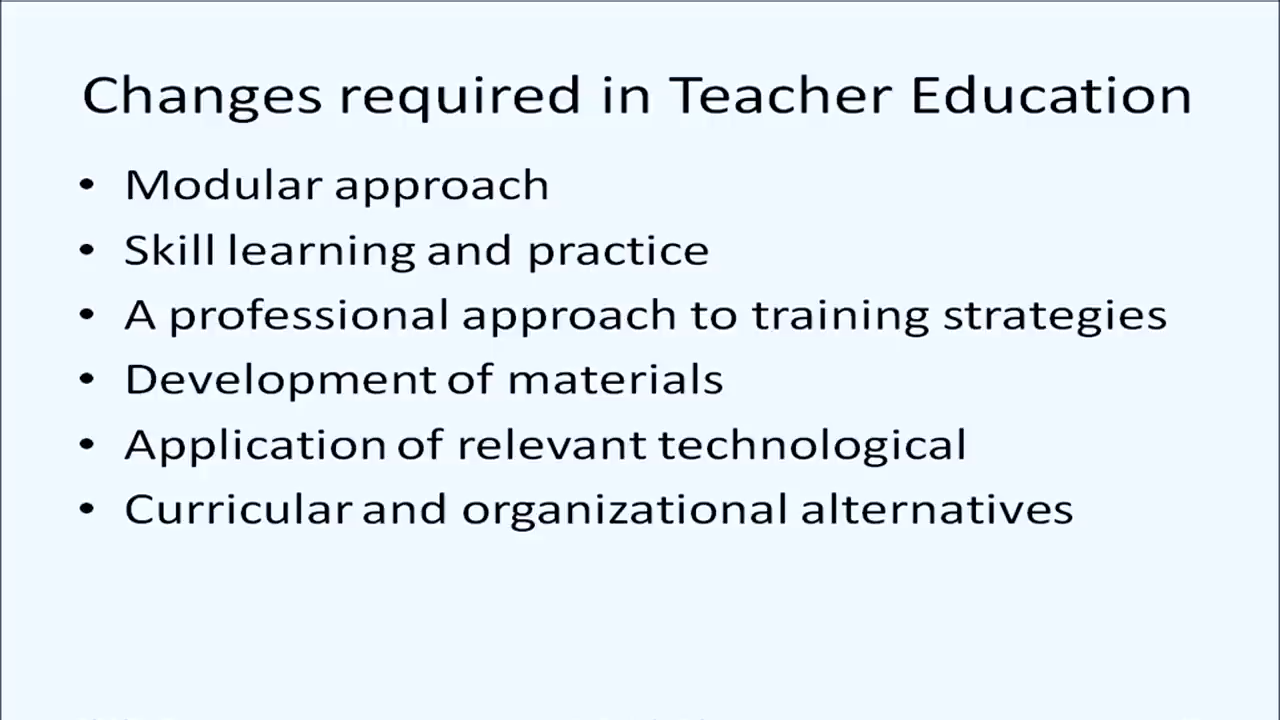 Changes required in Teacher Education
• Modular approach
• Skill learning and practice
• A professional approach to training strategies
• Development of materials
• Application of relevant technological
• Curricular and organizational alternatives